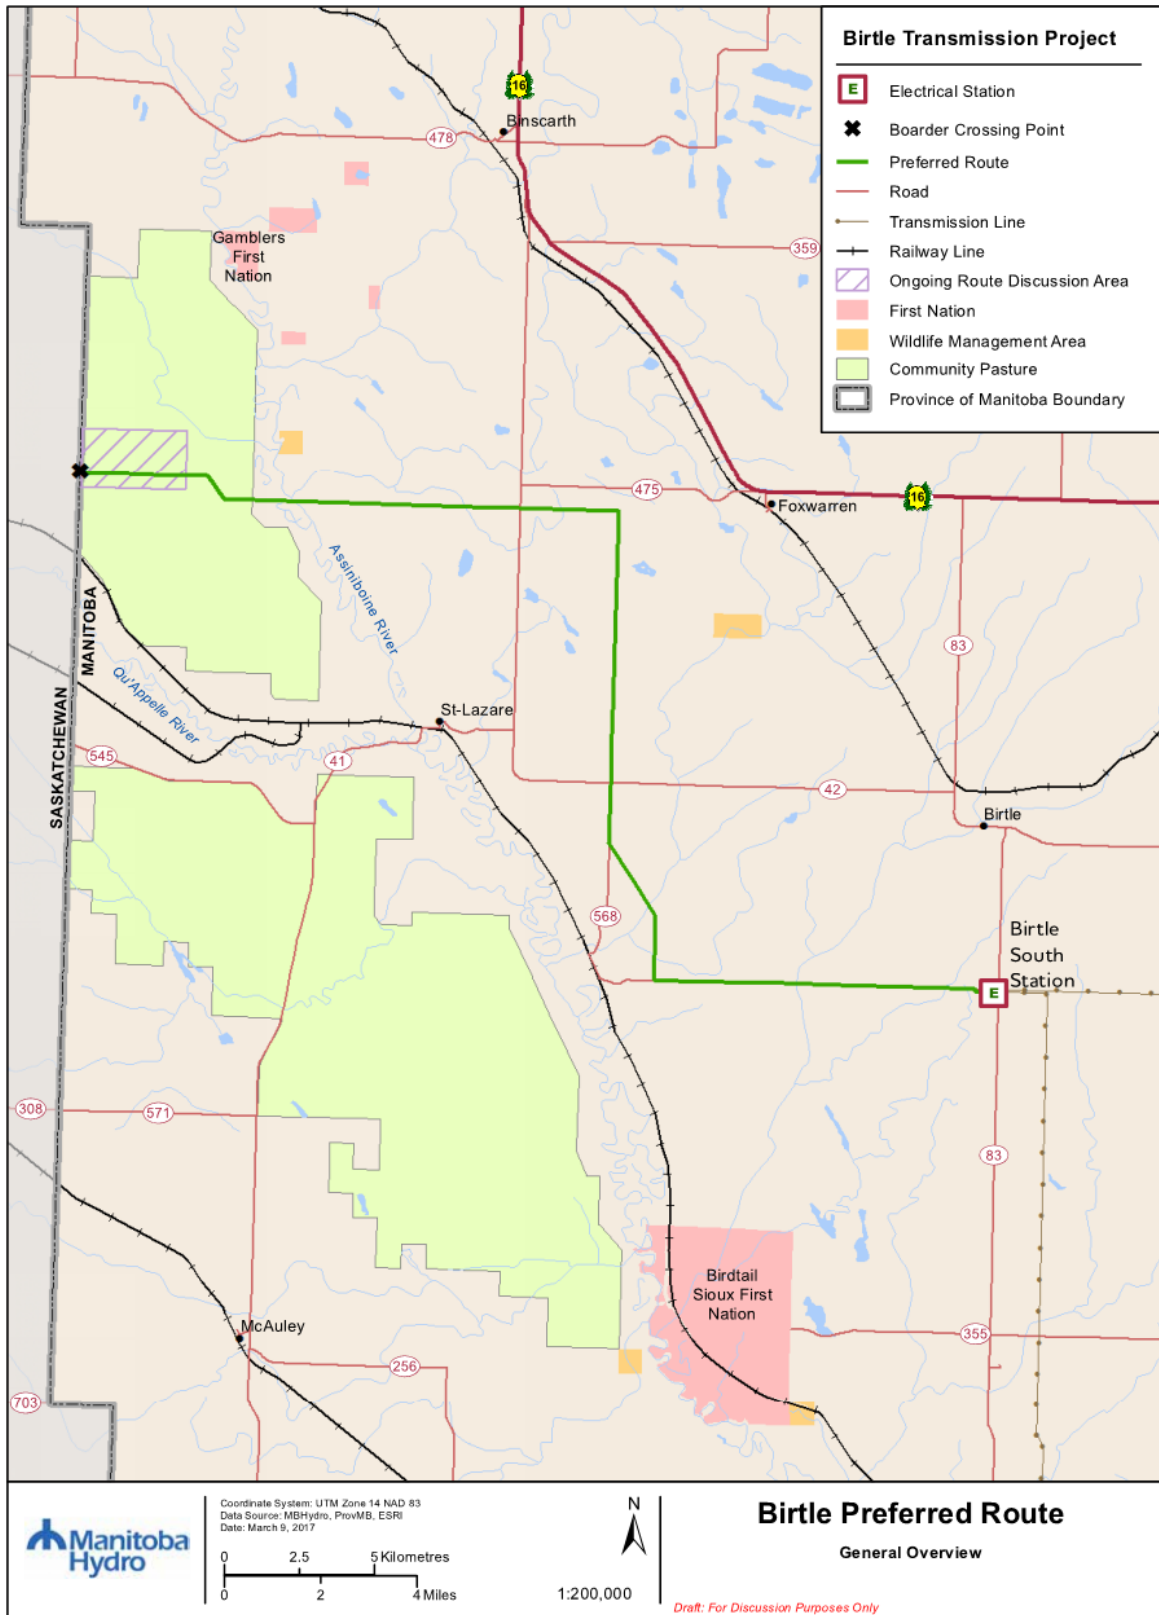 Birtle Transmission Project
E
Electrical Station
Boarder Crossing Point
Preferred Route
Road
Transmission Line
Railway Line
Ongoing Route Discussion Area
First Nation
Wildlife Management Area
Community Pasture
Province of Manitoba Boundary
16
Binscarth
478
Gamblers
First
Nation
359
475
Foxwarren
16
Assiniboine River
MANITOBA
SASKATCHEWAN
83
Qu'Appelle River
St-Lazare
545
41
42
Birtle
568
Birtle
South
Station
E
308
571
83
Birdtail
Sioux First
Nation
McAuley
355
256
703
Manitoba
Hydro
Coordinate System: UTM Zone 14 NAD 83
Data Source: MBHydro, ProvMB, ESRI
Date: March 9, 2017
0 2.5 5 Kilometres
0 2 4 Miles
N
1:200,000
Birtle Preferred Route
General Overview
Draft: For Discussion Purposes Only